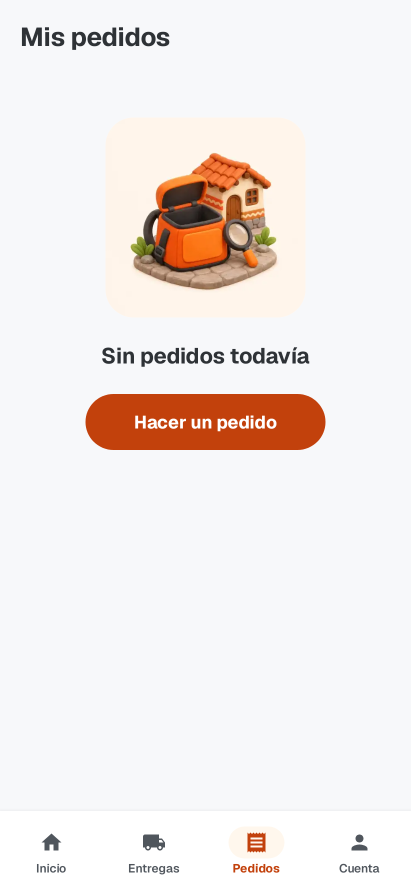 Mis pedidos
Sin pedidos todavía
Hacer un pedido
Inicio
Entregas
Pedidos
Cuenta